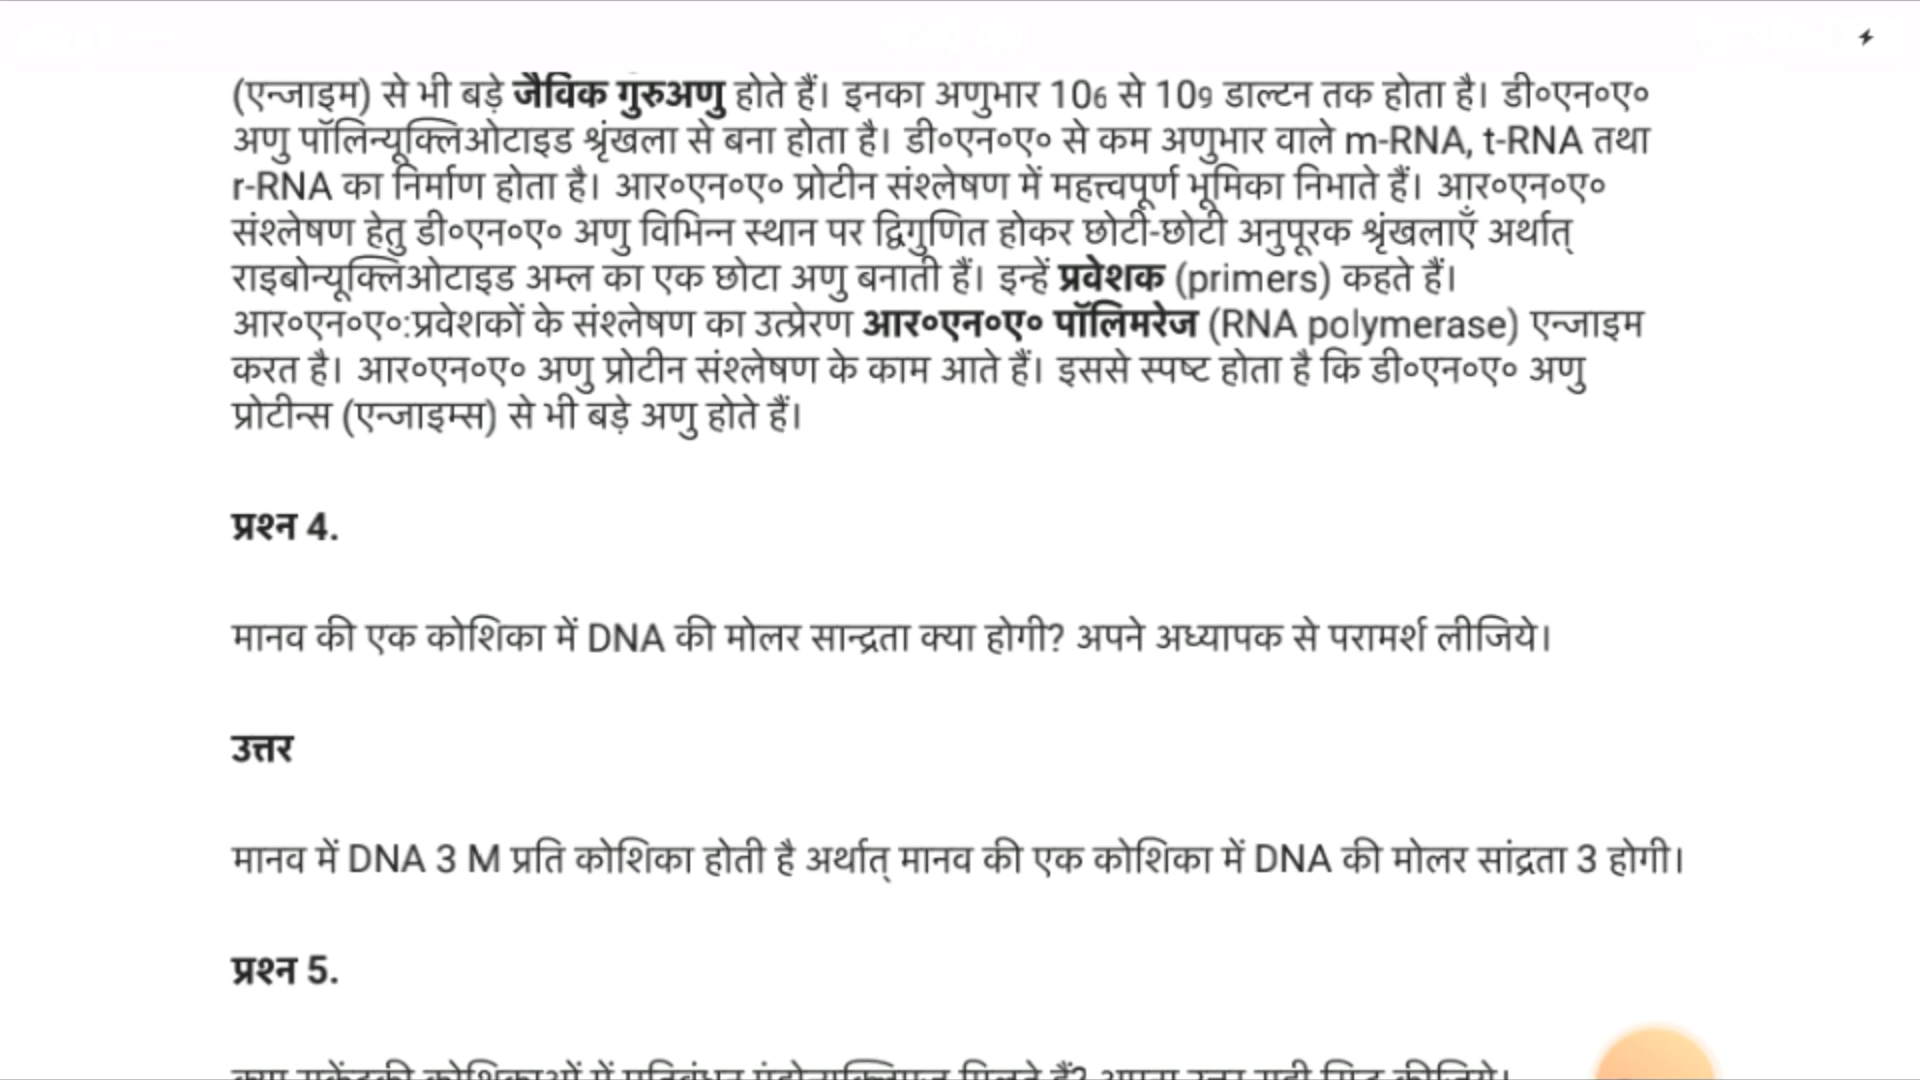 (एन्जाइम) से भी बड़े जैविक गुरुअणु होते हैं। इनका अणुभार 106 से 109 डाल्टन तक होता है। डी०एन०ए०
अणु पॉलिन्यूक्लिओटाइड श्रृंखला से बना होता है। डी०एन०ए० से कम अणुभार वाले m-RNA, t-RNA तथा
r-RNA का निर्माण होता है। आर०एन०ए० प्रोटीन संश्लेषण में महत्त्वपूर्ण भूमिका निभाते हैं। आर०एन०ए०
संश्लेषण हेतु डी०एन०ए० अणु विभिन्न स्थान पर द्विगुणित होकर छोटी-छोटी अनुपूरक श्रृंखलाएँ अर्थात्
राइबोन्यूक्लिओटाइड अम्ल का एक छोटा अणु बनाती हैं। इन्हें प्रवेशक (primers) कहते हैं।
आर०एन०ए०:प्रवेशकों के संश्लेषण का उत्प्रेरण आर०एन०ए० पॉलिमरेज (RNA polymerase) एन्जाइम
करत है। आर०एन०ए० अणु प्रोटीन संश्लेषण के काम आते हैं। इससे स्पष्ट होता है कि डी०एन०ए० अणु
प्रोटीन्स (एन्जाइम्स) से भी बड़े अणु होते हैं।
प्रश्न 4.
मानव की एक कोशिका में DNA की मोलर सान्द्रता क्या होगी? अपने अध्यापक से परामर्श लीजिये।
उत्तर
मानव में DNA 3 M प्रति कोशिका होती है अर्थात् मानव की एक कोशिका में DNA की मोलर सांद्रता 3 होगी।
प्रश्न 5.